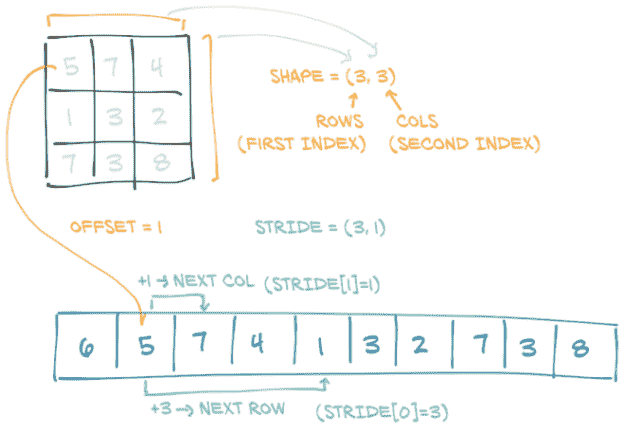 5 7 4
SHAPE = (3, 3)
1 3 2
ROWS COLS
(FIRST INDEX) (SECOND INDEX)
7 3 8
OFFSET = 1 STRIDE = (3, 1)
+1 → NEXT COL (STRIDE[1]=1)
6 5 7 4 1 3 2 7 3 8
+3 → NEXT ROW (STRIDE[0]=3)